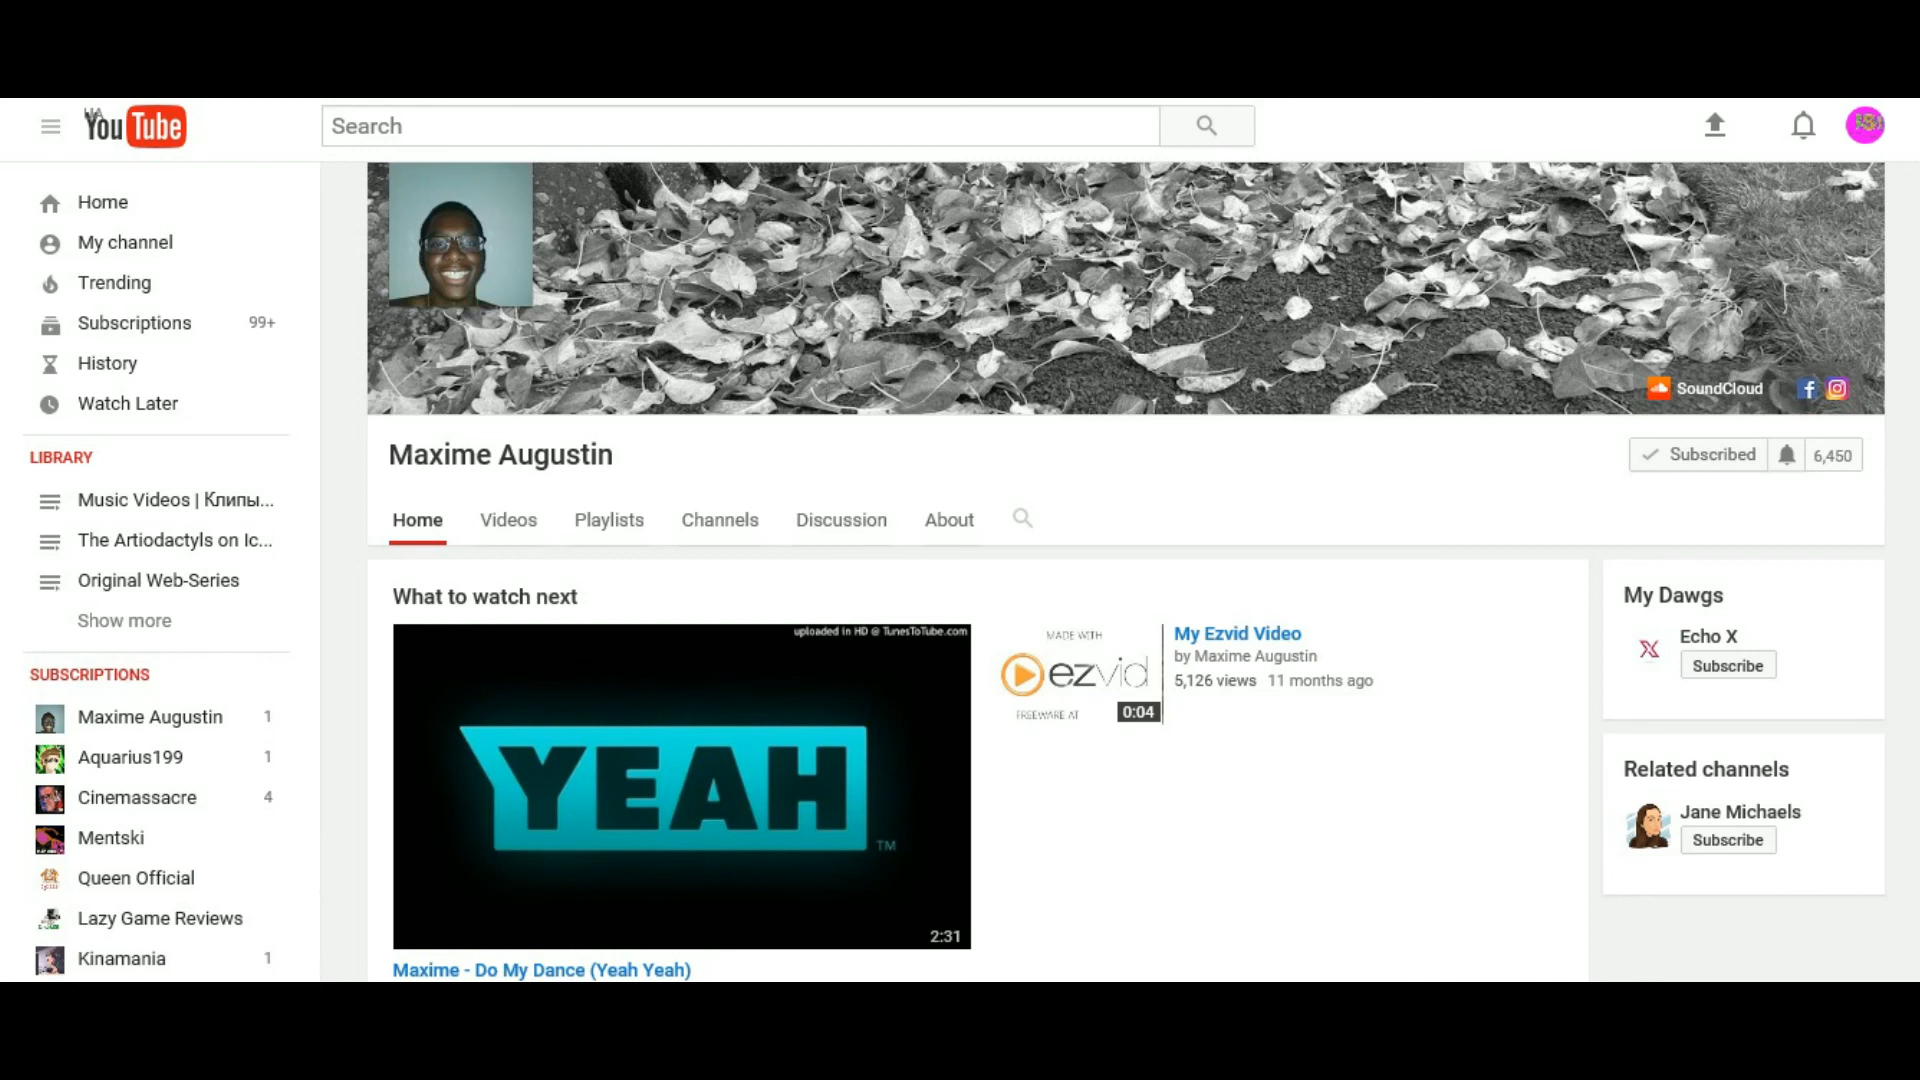 UA
YouTube
Search
Home
My channel
Trending
Subscriptions 99+
History
Watch Later
LIBRARY
Music Videos | Клипы...
The Artiodactyls on Ic...
Original Web-Series
Show more
SUBSCRIPTIONS
Maxime Augustin 1
Aquarius199 1
Cinemassacre 4
Mentski
Queen Official
Lazy Game Reviews
Kinamania 1
SoundCloud
Maxime Augustin
Subscribed 6,450
Home Videos Playlists Channels Discussion About
What to watch next
uploaded in HD @ TunesToTube.com
YEAH
TM
2:31
Maxime - Do My Dance (Yeah Yeah)
MADE WITH
ezvid
FREEWARE AT
0:04
My Ezvid Video
by Maxime Augustin
5,126 views 11 months ago
My Dawgs
Echo X
Subscribe
Related channels
Jane Michaels
Subscribe